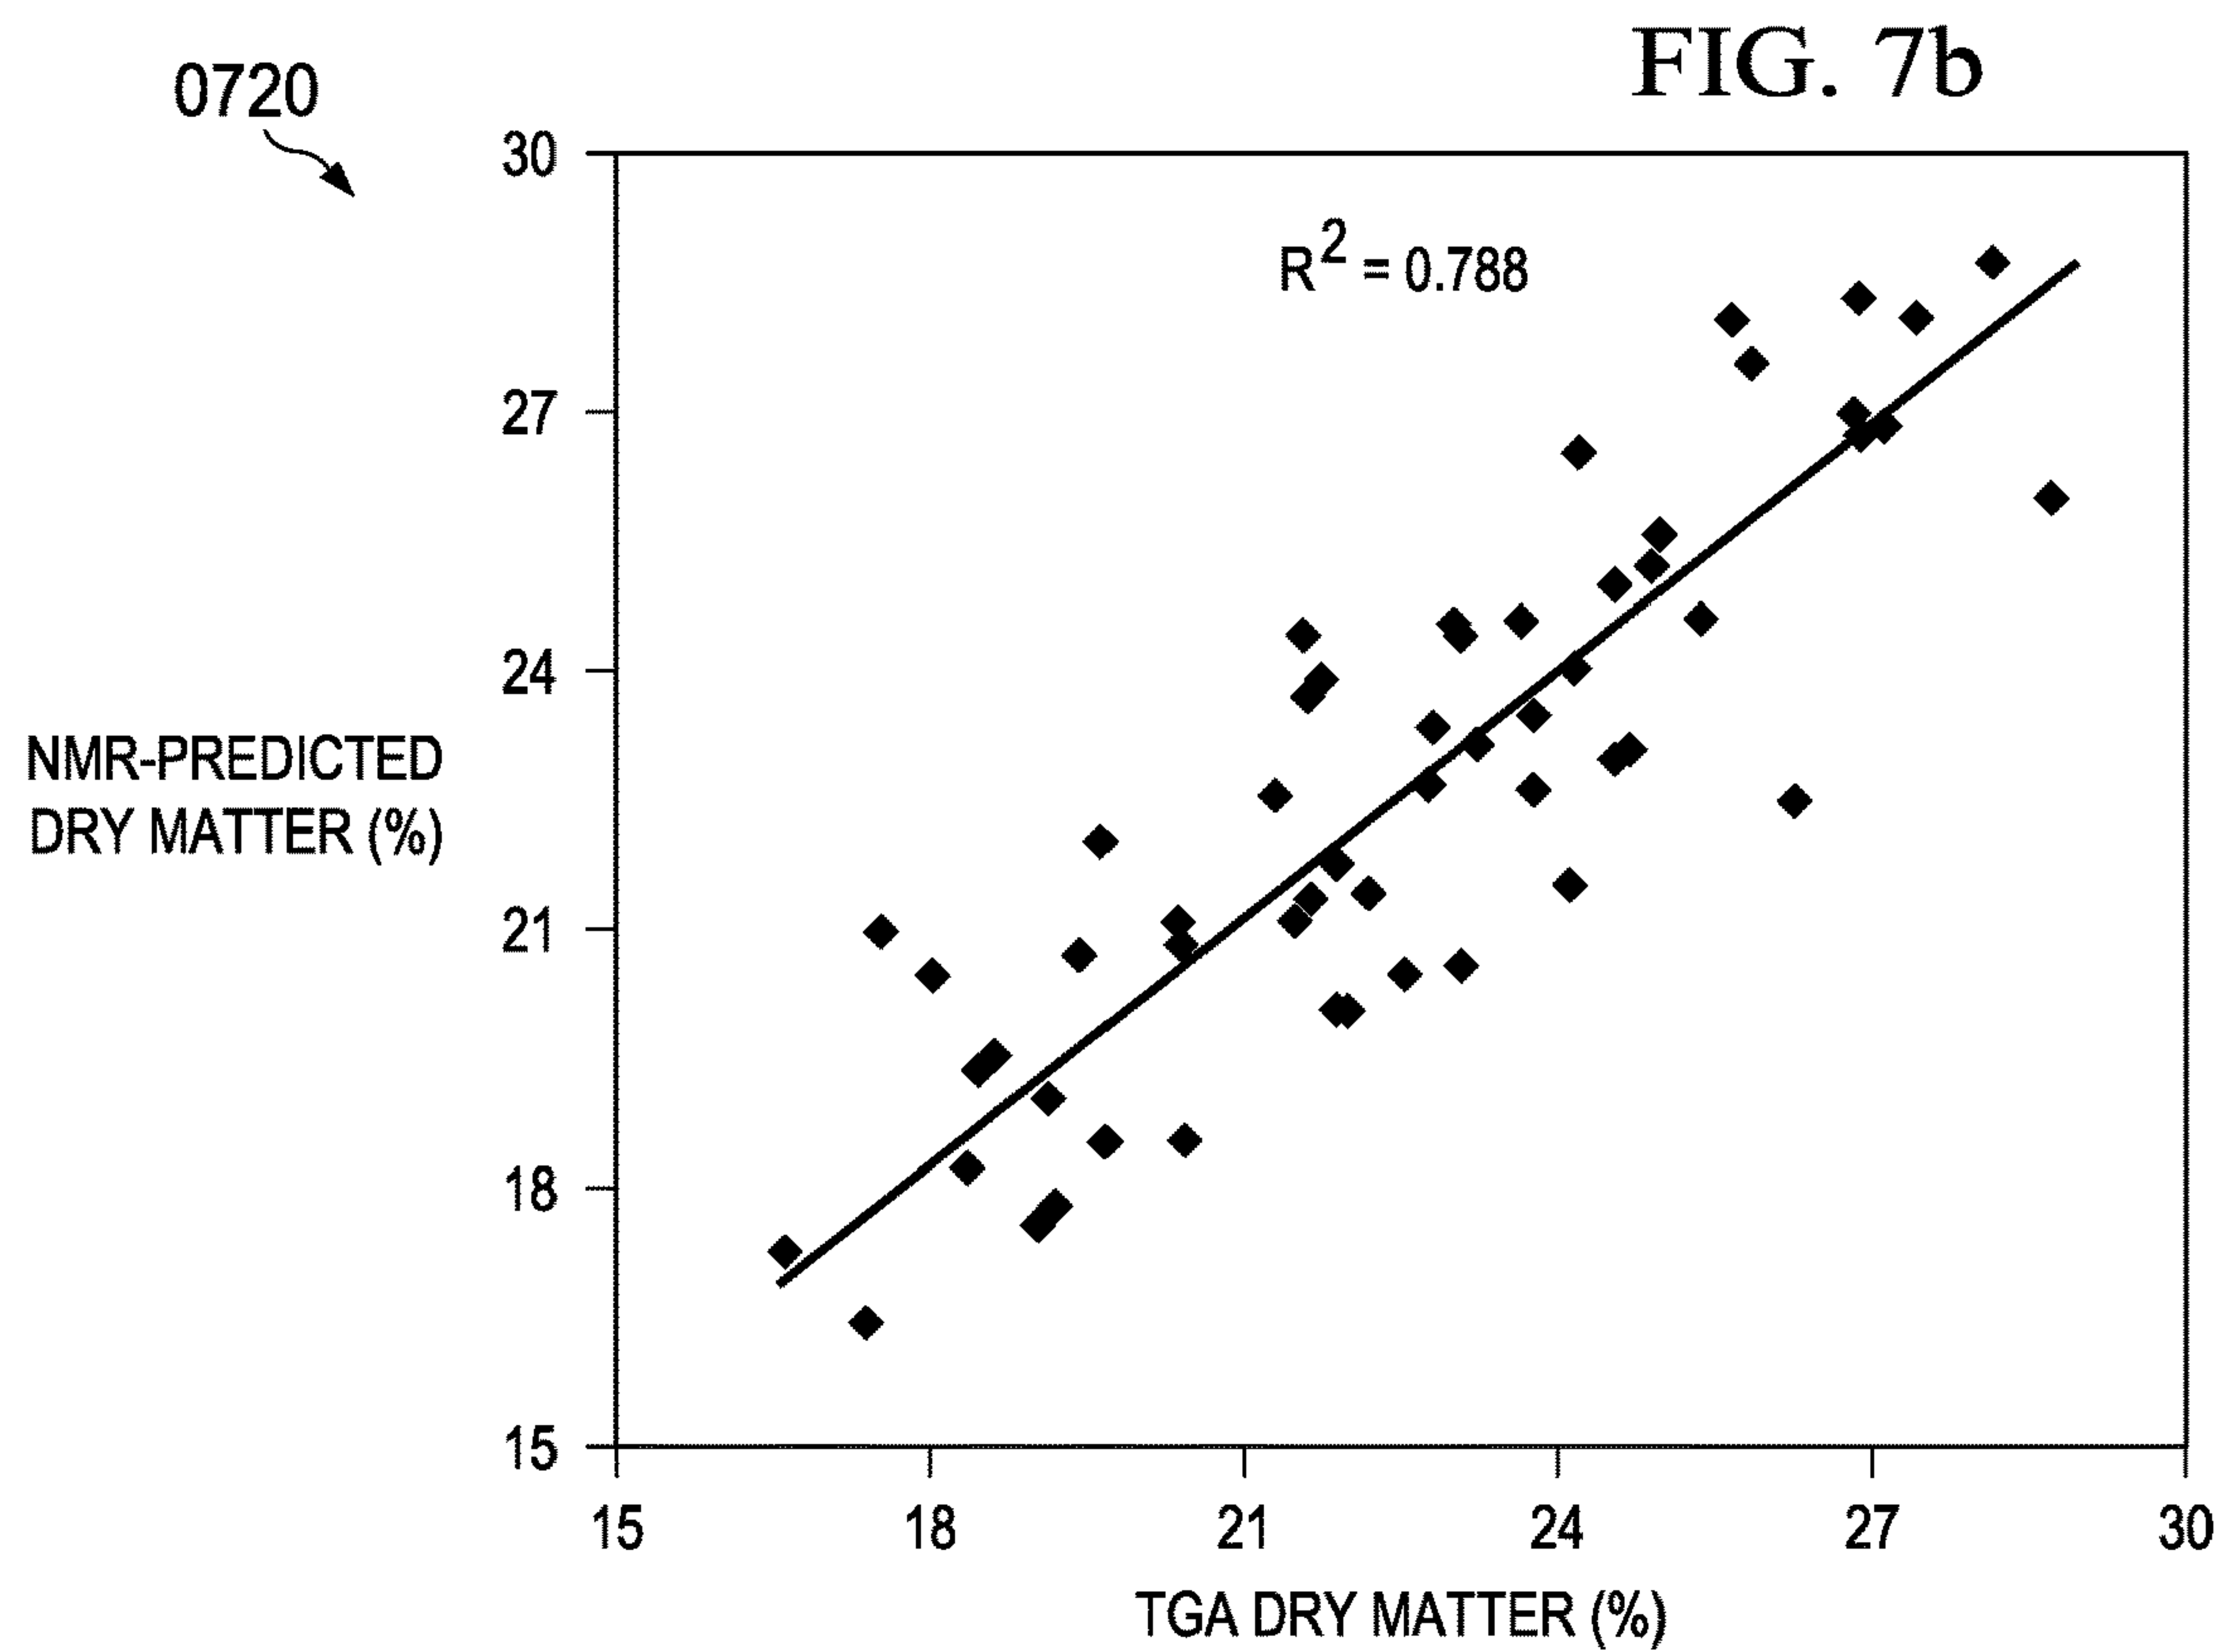 FIG. 7b
0720
R² = 0.788
30
27
24
21
18
15
NMR-PREDICTED
DRY MATTER (%)
15 18 21 24 27 30
TGA DRY MATTER (%)